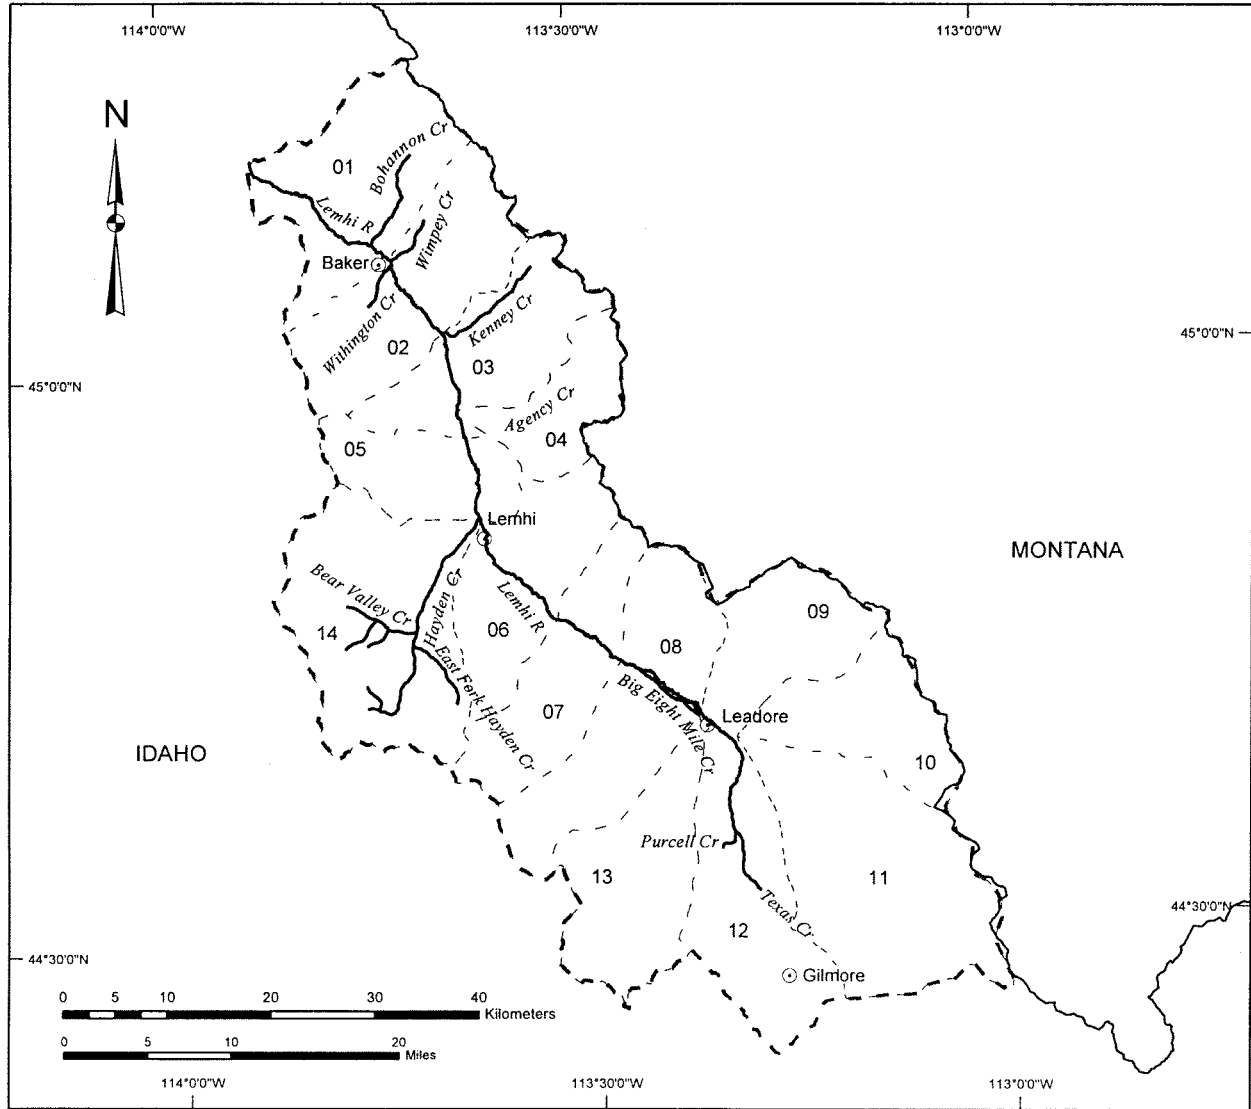 114°0'0"W
113°30'0"W
113°0'0"W
N
01
Bohannon Cr
Lemhi R
Wimpey Cr
Baker
Withington Cr
02
Kenney Cr
03
45°0'0"N
45°0'0"N
Agency Cr
04
05
Lemhi
MONTANA
Bear Valley Cr
Hayden Cr
Lemhi R
14
06
08
09
East Fork Hayden Cr
07
Big Eight Mile Cr
Leadore
IDAHO
10
Purcell Cr
13
11
Texas Cr
12
44°30'0"N
44°30'0"N
Gilmore
0 5 10 20 30 40
Kilometers
0 5 10 20
Miles
114°0'0"W
113°30'0"W
113°0'0"W